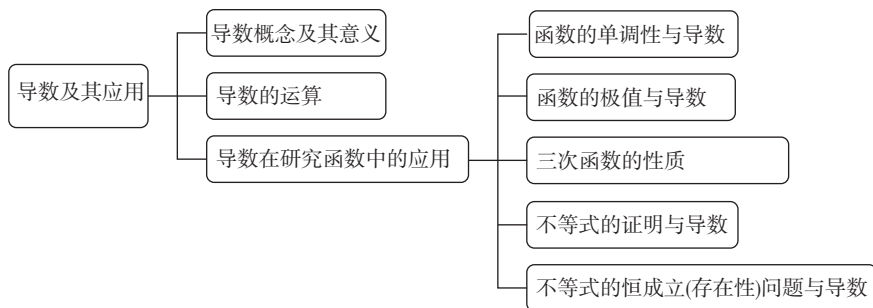 导数及其应用
导数概念及其意义
导数的运算
导数在研究函数中的应用
函数的单调性与导数
函数的极值与导数
三次函数的性质
不等式的证明与导数
不等式的恒成立(存在性)问题与导数